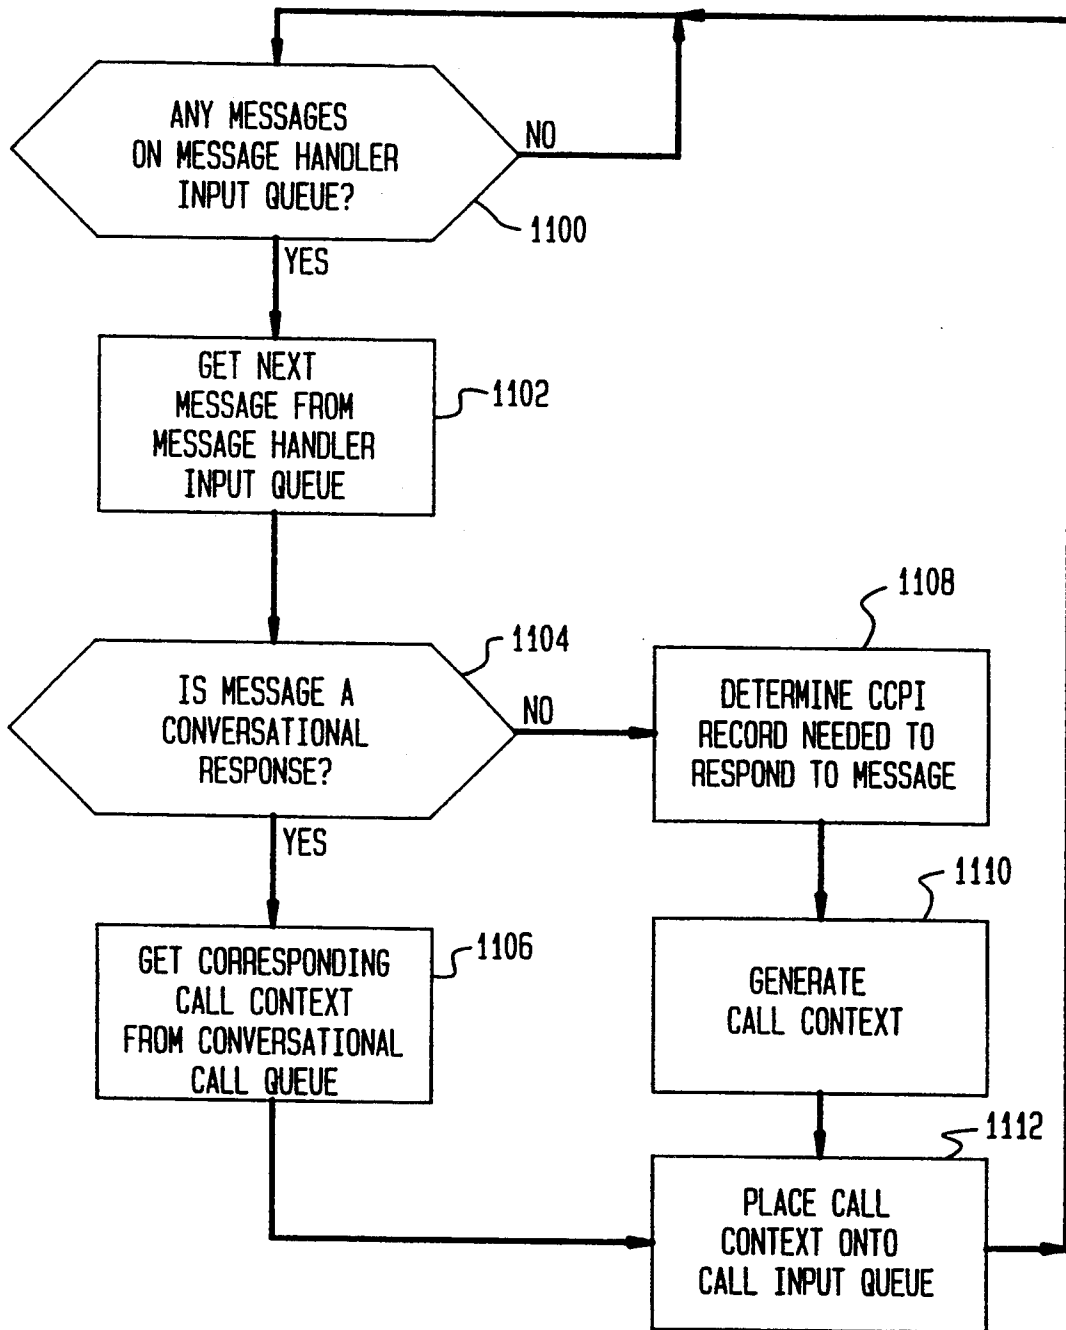 ANY MESSAGES
ON MESSAGE HANDLER
INPUT QUEUE?
NO
1100
YES
GET NEXT
MESSAGE FROM
MESSAGE HANDLER
INPUT QUEUE
1102
IS MESSAGE A
CONVERSATIONAL
RESPONSE?
1104
NO
YES
1108
DETERMINE CCPI
RECORD NEEDED TO
RESPOND TO MESSAGE
GET CORRESPONDING
CALL CONTEXT
FROM CONVERSATIONAL
CALL QUEUE
1106
1110
GENERATE
CALL CONTEXT
1112
PLACE CALL
CONTEXT ONTO
CALL INPUT QUEUE